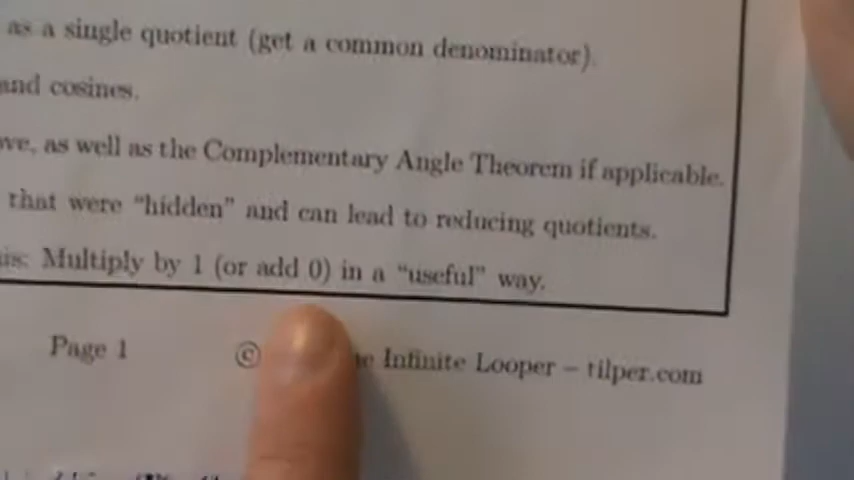 as a single quotient (get a common denominator).
and cosines.
ve, as well as the Complementary Angle Theorem if applicable.
that were “hidden” and can lead to reducing quotients.
is: Multiply by 1 (or add 0) in a “useful” way.
Page 1 © Infinite Looper – tilper.com